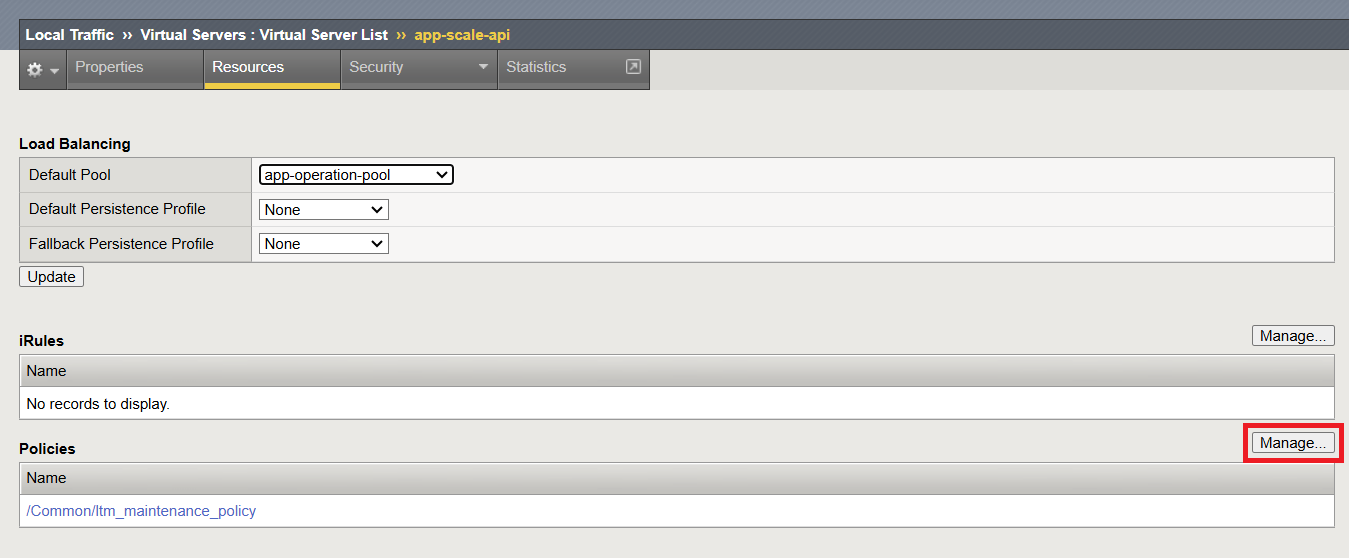 Local Traffic ›› Virtual Servers : Virtual Server List ›› app-scale-api
Properties Resources Security Statistics
Load Balancing
Default Pool app-operation-pool
Default Persistence Profile None
Fallback Persistence Profile None
Update
iRules Manage...
Name
No records to display.
Policies Manage...
Name
/Common/ltm_maintenance_policy